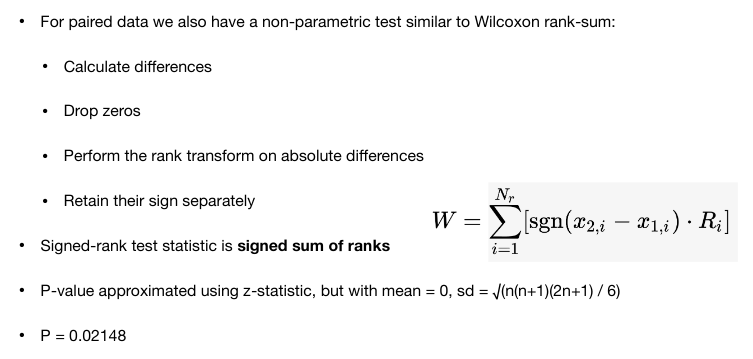 • For paired data we also have a non-parametric test similar to Wilcoxon rank-sum:
• Calculate differences
• Drop zeros
• Perform the rank transform on absolute differences
• Retain their sign separately
W = \sum_{i=1}^{N_r} [sgn(x_{2,i} − x_{1,i}) · R_i]
• Signed-rank test statistic is signed sum of ranks
• P-value approximated using z-statistic, but with mean = 0, sd = √(n(n+1)(2n+1) / 6)
• P = 0.02148